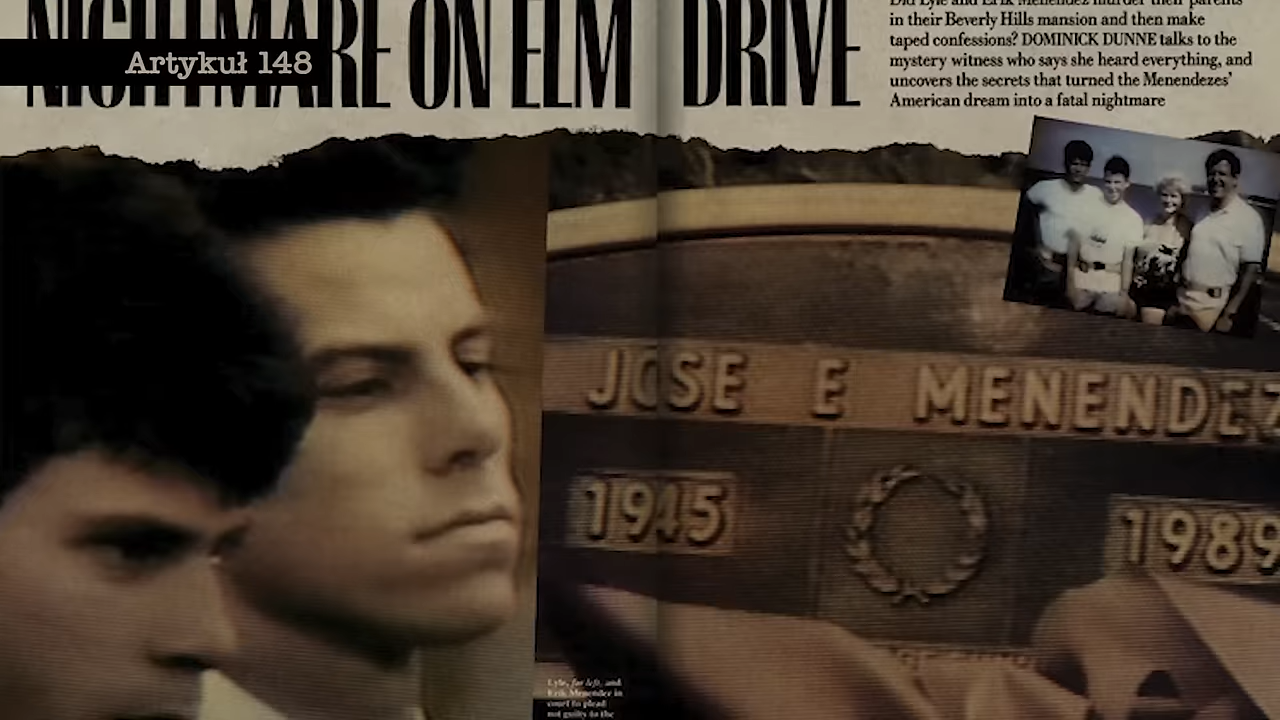 NIGHTMARE ON ELM DRIVE
Artykuł 148
Did Lyle and Erik Menendez murder their parents
in their Beverly Hills mansion and then make
taped confessions? DOMINICK DUNNE talks to the
mystery witness who says she heard everything, and
uncovers the secrets that turned the Menendezes'
American dream into a fatal nightmare
JOSE E MENENDEZ
1945
1989
Lyle, far left, and
Erik Menendez in
court to plead
not guilty to the